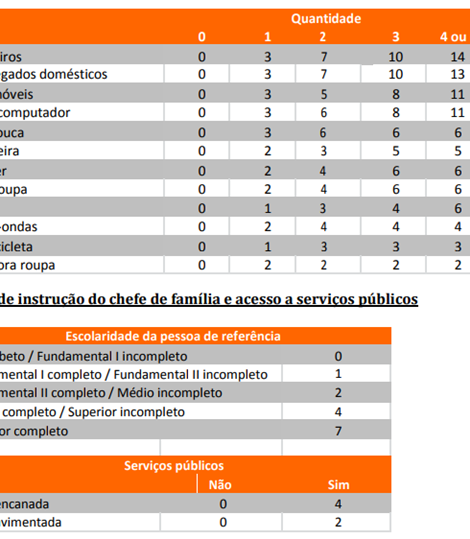 Quantidade
0 1 2 3 4 ou
iros 0 3 7 10 14
egados domésticos 0 3 7 10 13
nóveis 0 3 5 8 11
computador 0 3 6 8 11
ouca 0 3 6 6 6
eira 0 2 3 5 5
er 0 2 4 6 6
oupa 0 2 4 6 6
0 1 3 4 6
-ondas 0 2 4 4 4
icleta 0 1 3 3 3
ora roupa 0 2 2 2 2
de instrução do chefe de família e acesso a serviços públicos
Escolaridade da pessoa de referência
beto / Fundamental I incompleto 0
mental I completo / Fundamental II incompleto 1
mental II completo / Médio incompleto 2
completo / Superior incompleto 4
or completo 7
Serviços públicos
Não Sim
encanada 0 4
vimentada 0 2